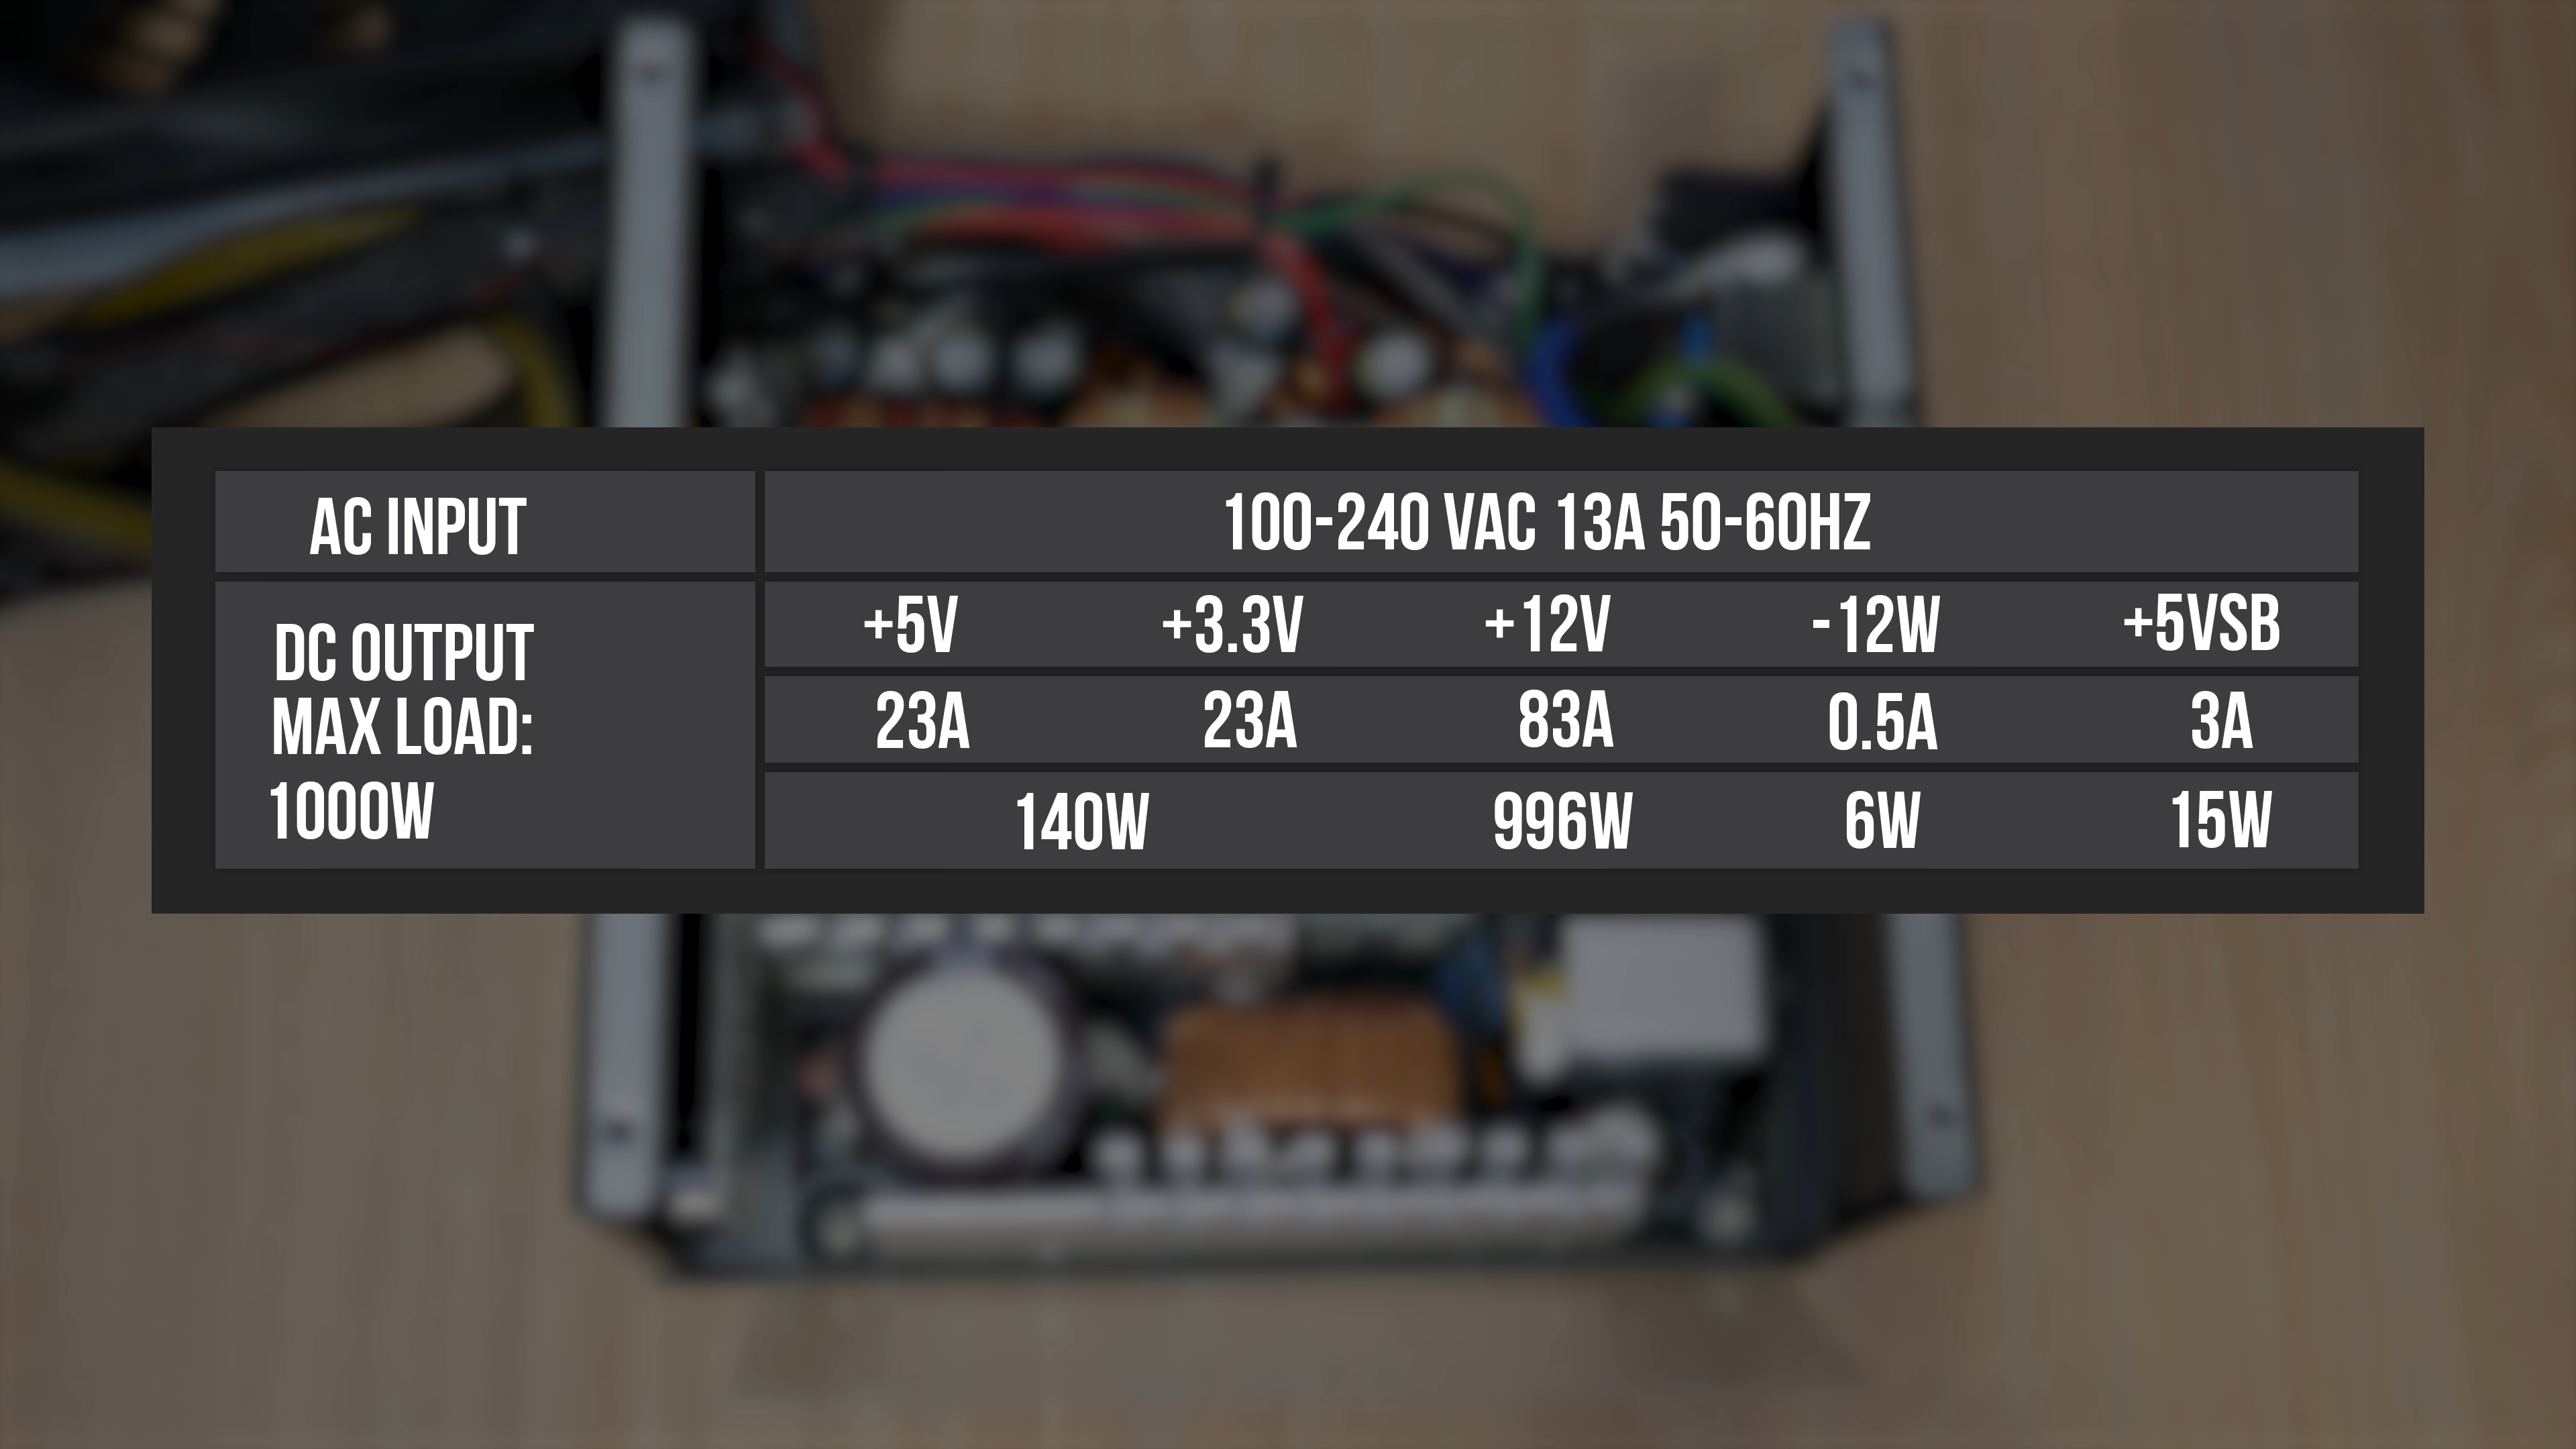 AC INPUT
100-240 VAC 13A 50-60HZ
DC OUTPUT
MAX LOAD:
1000W
+5V +3.3V +12V -12W +5VSB
23A 23A 83A 0.5A 3A
140W 996W 6W 15W